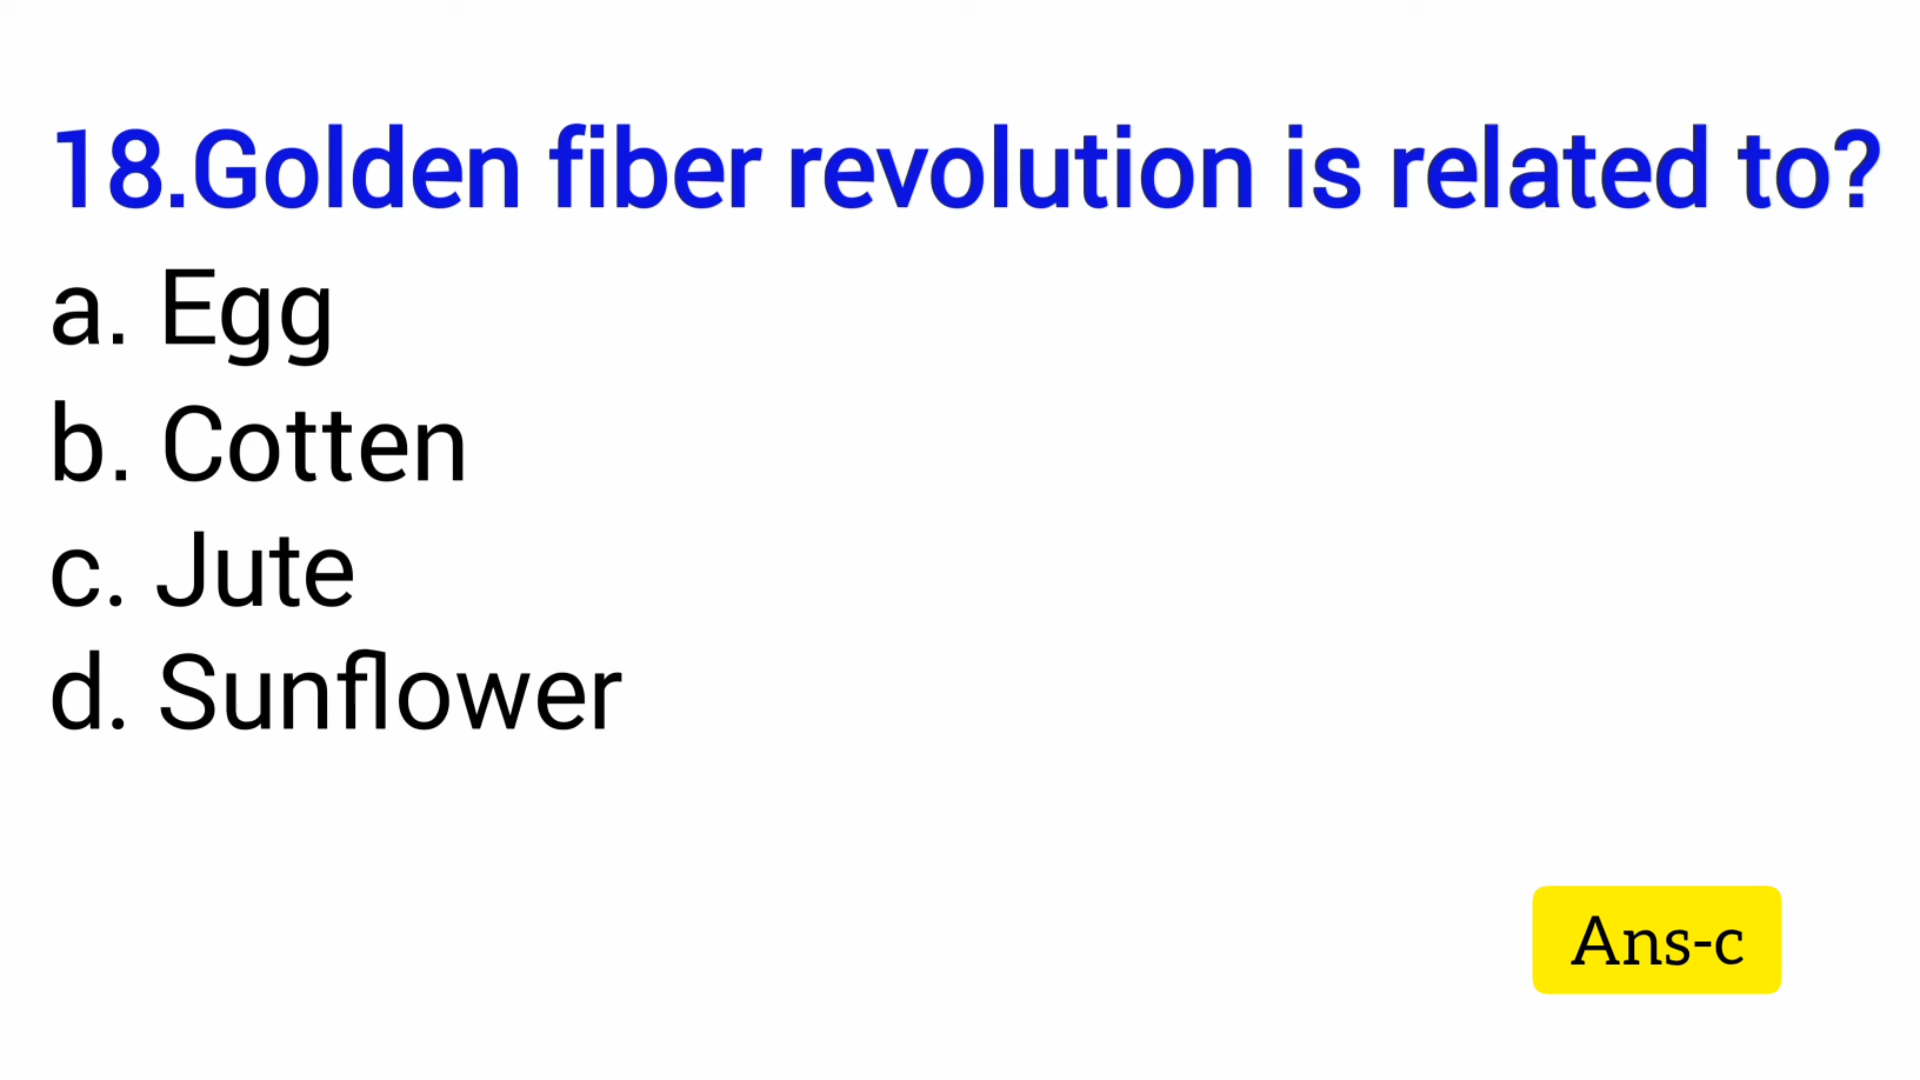 18.Golden fiber revolution is related to?
a. Egg
b. Cotten
c. Jute
d. Sunflower
Ans-c